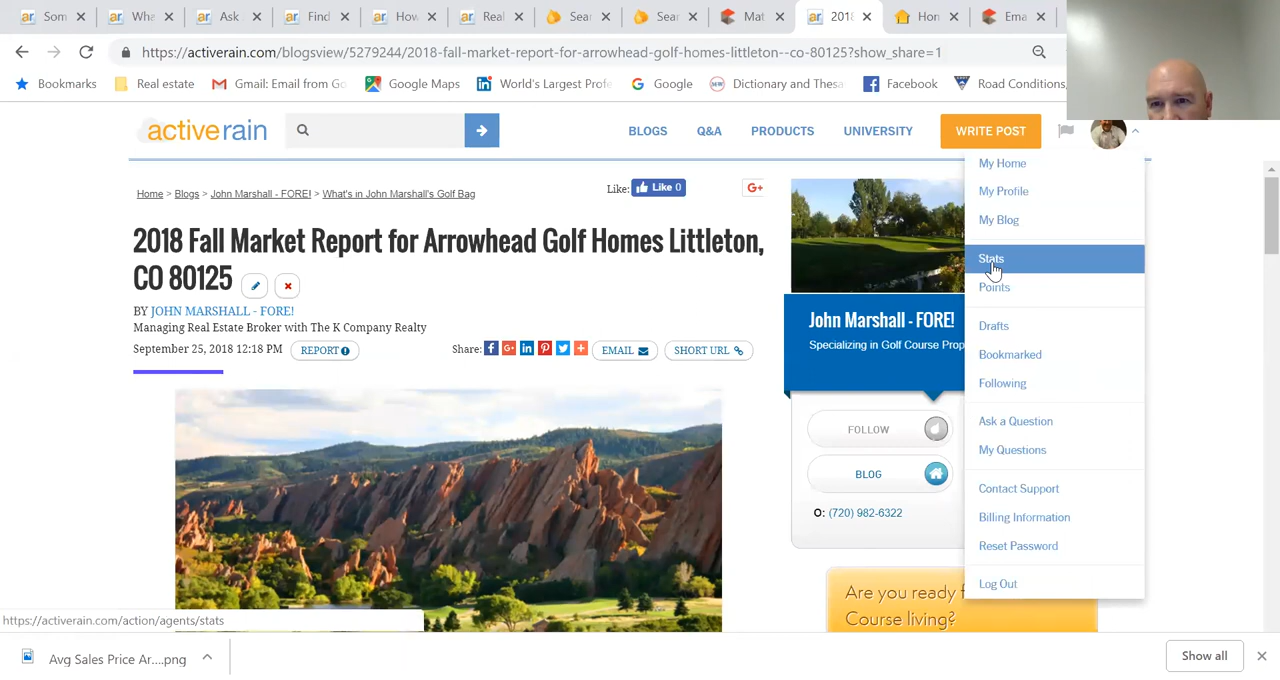 Som
Wha
Ask
Find
How
Rea
Sear
Sear
Mat
2018
Hon
Ema
https://activerain.com/blogsview/5279244/2018-fall-market-report-for-arrowhead-golf-homes-littleton--co-80125?show_share=1
Bookmarks
Real estate
Gmail: Email from Go
Google Maps
World's Largest Profe
Google
Dictionary and Thesa
Facebook
Road Conditions,
activerain
BLOGS
Q&A
PRODUCTS
UNIVERSITY
WRITE POST
Home > Blogs > John Marshall - FORE! > What's in John Marshall's Golf Bag
Like: Like 0
G+
2018 Fall Market Report for Arrowhead Golf Homes Littleton,
CO 80125
BY JOHN MARSHALL - FORE!
Managing Real Estate Broker with The K Company Realty
September 25, 2018 12:18 PM
REPORT
Share:
EMAIL
SHORT URL
John Marshall - FORE!
Specializing in Golf Course Prop
FOLLOW
BLOG
O: (720) 982-6322
Are you ready f
Course living?
My Home
My Profile
My Blog
Stats
Points
Drafts
Bookmarked
Following
Ask a Question
My Questions
Contact Support
Billing Information
Reset Password
Log Out
https://activerain.com/action/agents/stats
Avg Sales Price Ar....png
Show all